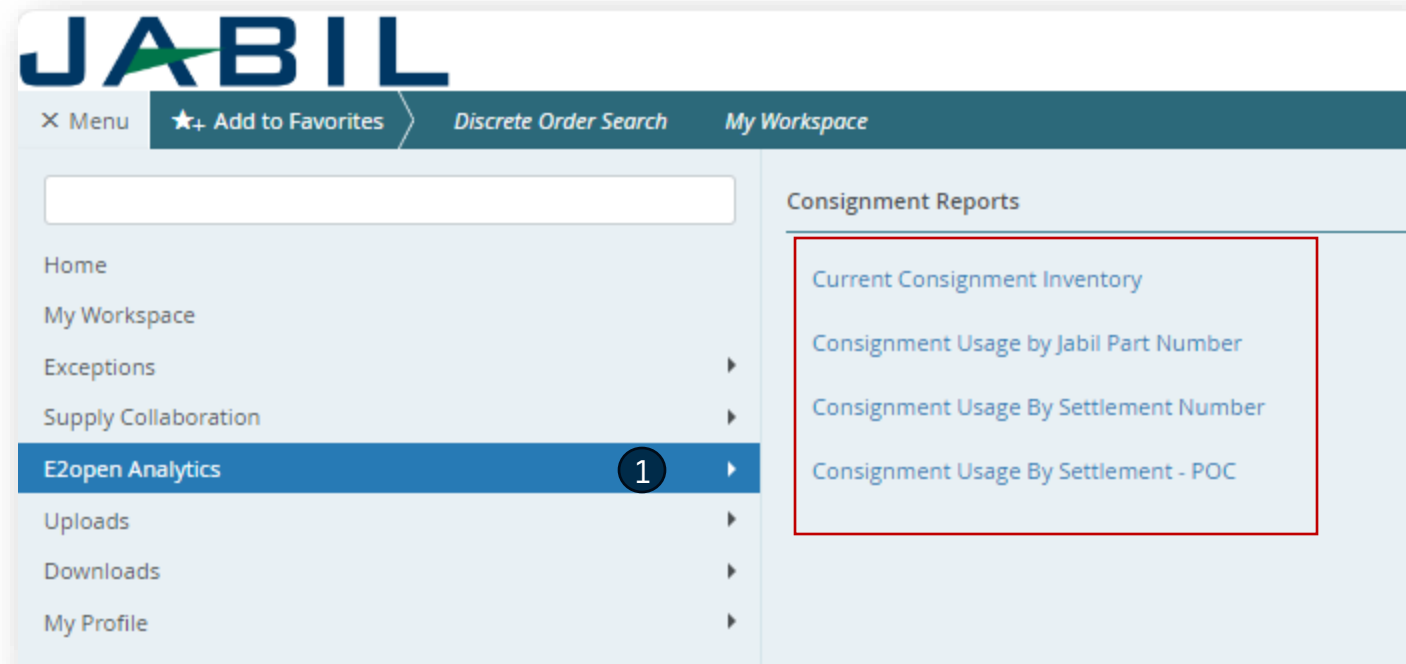 JABIL
× Menu
Add to Favorites
Discrete Order Search
My Workspace
Home
My Workspace
Exceptions
Supply Collaboration
E2open Analytics
1
Uploads
Downloads
My Profile
Consignment Reports
Current Consignment Inventory
Consignment Usage by Jabil Part Number
Consignment Usage By Settlement Number
Consignment Usage By Settlement - POC